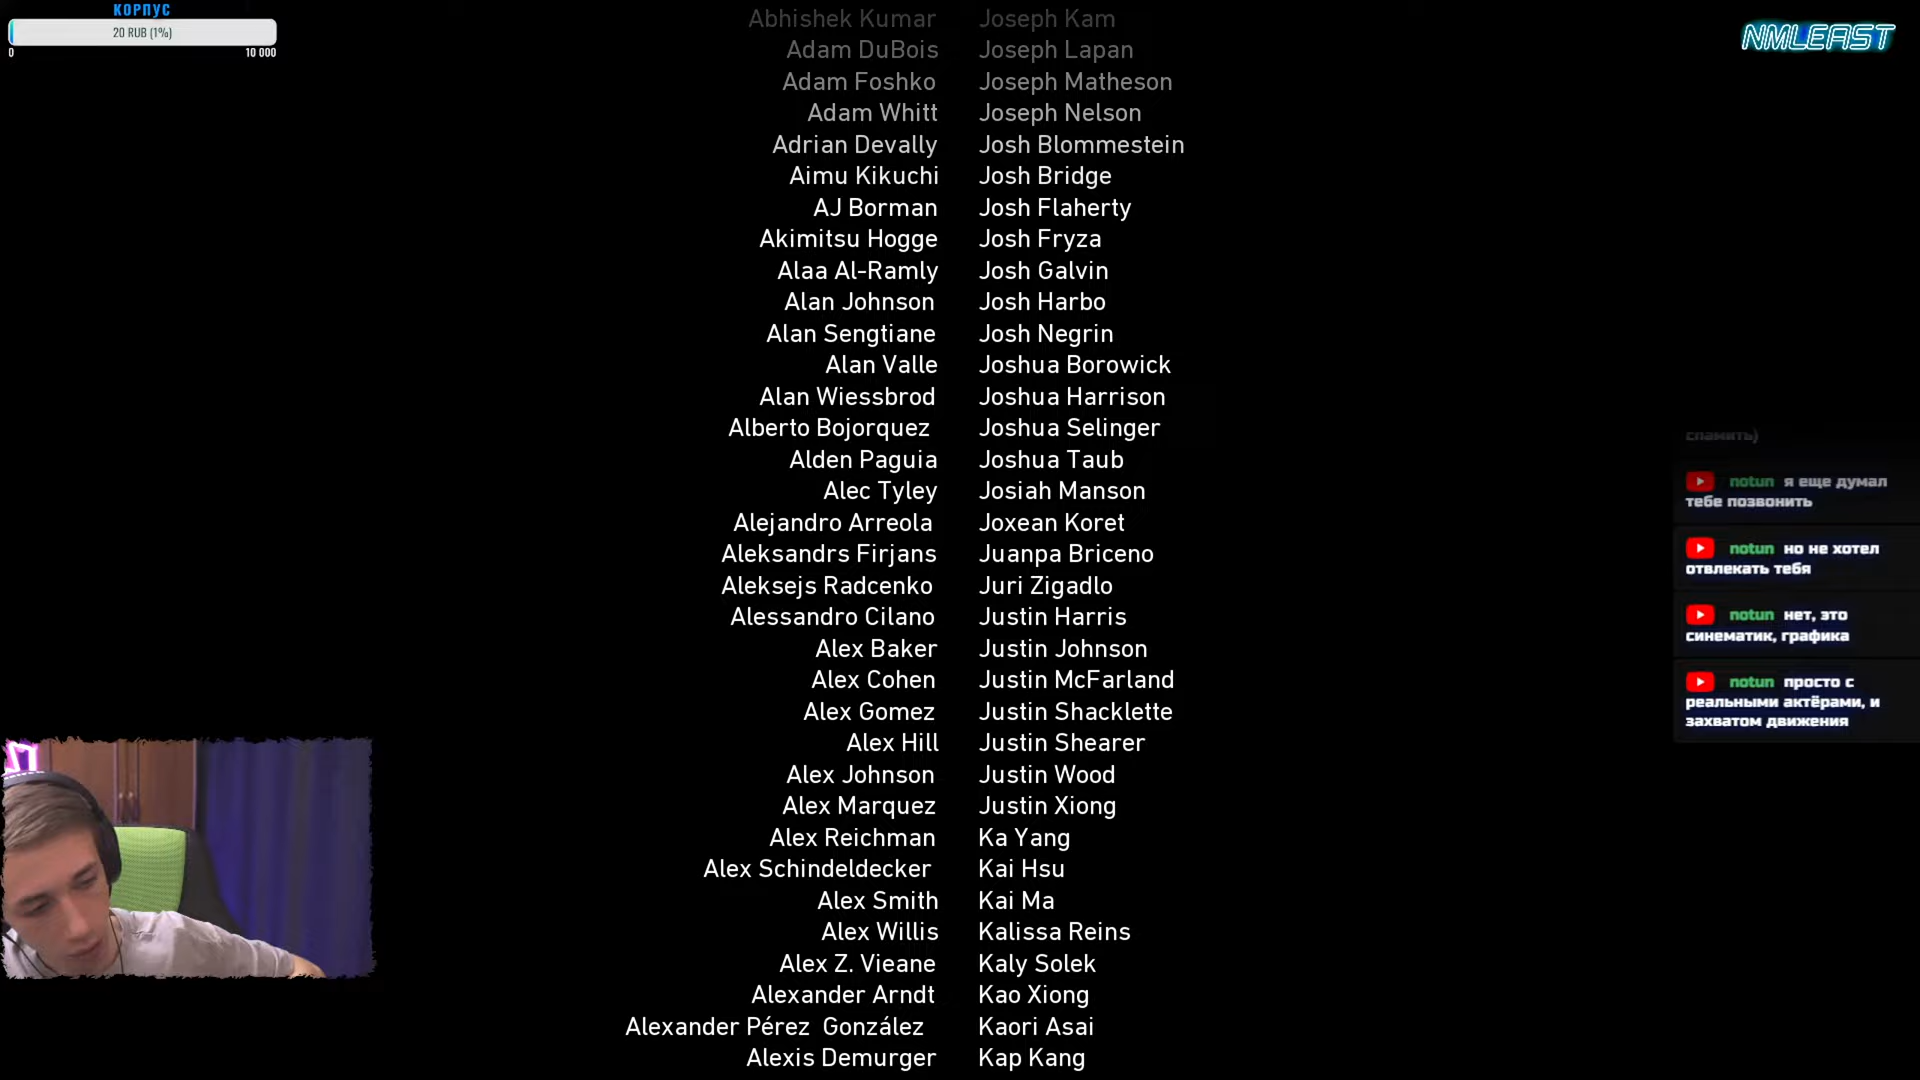 КОРПУС
20 RUB (1%)
0 10 000
NMLEAST
Abhishek Kumar Joseph Kam
Adam DuBois Joseph Lapan
Adam Foshko Joseph Matheson
Adam Whitt Joseph Nelson
Adrian Devally Josh Blommestein
Aimu Kikuchi Josh Bridge
AJ Borman Josh Flaherty
Akimitsu Hogge Josh Fryza
Alaa Al-Ramly Josh Galvin
Alan Johnson Josh Harbo
Alan Sengtiane Josh Negrin
Alan Valle Joshua Borowick
Alan Wiessbrod Joshua Harrison
Alberto Bojorquez Joshua Selinger
Alden Paguia Joshua Taub
Alec Tyley Josiah Manson
Alejandro Arreola Joxean Koret
Aleksandrs Firjans Juanpa Briceno
Aleksejs Radcenko Juri Zigadlo
Alessandro Cilano Justin Harris
Alex Baker Justin Johnson
Alex Cohen Justin McFarland
Alex Gomez Justin Shacklette
Alex Hill Justin Shearer
Alex Johnson Justin Wood
Alex Marquez Justin Xiong
Alex Reichman Ka Yang
Alex Schindeldecker Kai Hsu
Alex Smith Kai Ma
Alex Willis Kalissa Reins
Alex Z. Vieane Kaly Solek
Alexander Arndt Kao Xiong
Alexander Pérez González Kaori Asai
Alexis Demurger Kap Kang
спамить)
notun я еще думал
тебе позвонить
notun но не хотел
отвлекать тебя
notun нет, это
синематик, графика
notun просто с
реальными актёрами, и
захватом движения